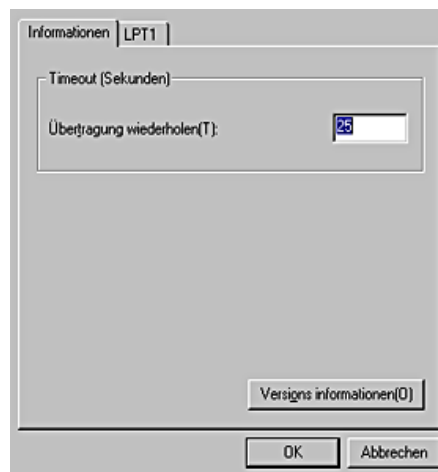 Informationen LPT1
Timeout (Sekunden)
Übertragung wiederholen(T): 25
Versions informationen(O)
OK Abbrechen